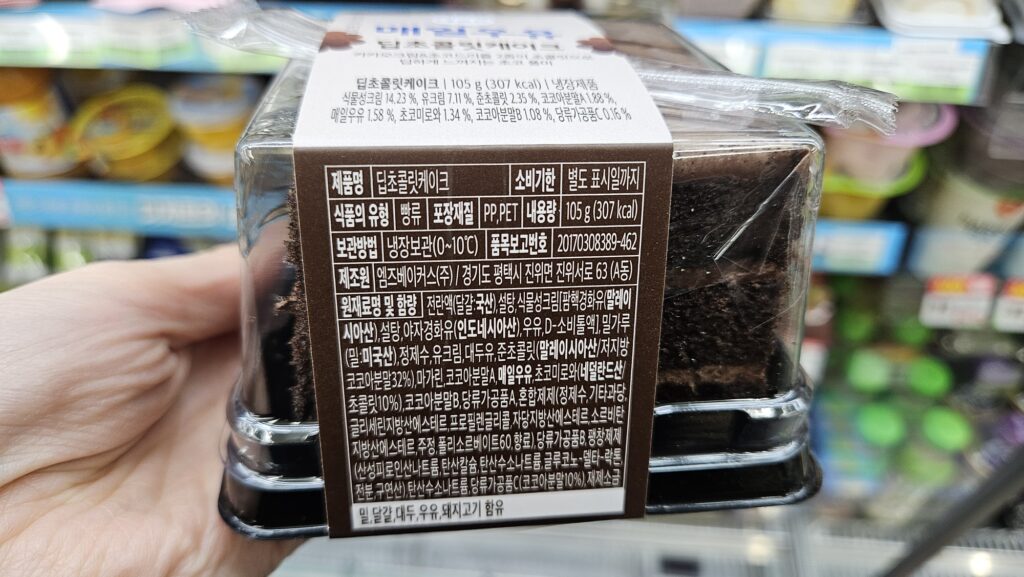 매일우유
딥초콜릿케이크
딥초콜릿케이크 | 105 g (307 kcal) | 냉장제품
식물성크림 14.23 %, 유크림 7.11 %, 준초콜릿 2.35 %, 코코아분말A 1.88 %,
매일우유 1.58 %, 초코미로와 1.34 %, 코코아분말B 1.08 %, 당류가공품C 0.16 %
제품명 딥초콜릿케이크 소비기한 별도 표시일까지
식품의 유형 빵류 포장재질 PP,PET 내용량 105 g (307 kcal)
보관방법 냉장보관(0~10℃) 품목보고번호 20170308389-462
제조원 엠즈베이커스(주) / 경기도 평택시 진위면 진위서로 63 (A동)
원재료명 및 함량 전란액(달걀:국산),설탕,식물성크림[팜핵경화유(말레이
시아산),설탕,야자경화유(인도네시아산),우유,D-소비톨액],밀가루
(밀:미국산),정제수,유크림,대두유,준초콜릿(말레이시아산/저지방
코코아분말32%),마가린,코코아분말A,매일우유,초코미로와(네덜란드산
초콜릿10%),코코아분말B,당류가공품A,혼합제제(정제수,기타과당,
글리세린지방산에스테르,프로필렌글리콜,자당지방산에스테르,소르비탄
지방산에스테르,주정,폴리소르베이트60,향료),당류가공품B,팽창제제
(산성피로인산나트륨,탄산칼슘,탄산수소나트륨,글루코노-델타-락톤,
전분,구연산),탄산수소나트륨,당류가공품C(코코아분말10%),재제소금
밀,달걀,대두,우유,돼지고기 함유